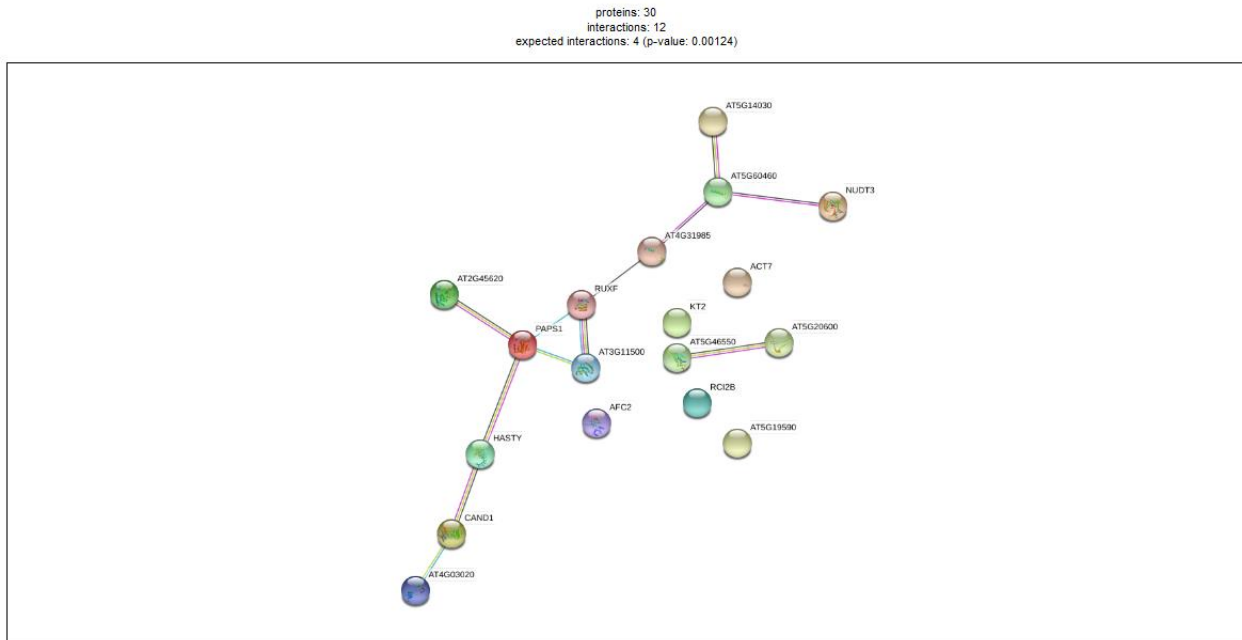 proteins: 30
interactions: 12
expected interactions: 4 (p-value: 0.00124)
AT5G14030
AT5G60460
NUDT3
AT4G31985
ACT7
AT2G45620
RUXF
KT2
PAPS1
AT5G20600
AT5G46550
AT3G11500
RCI2B
AFC2
AT5G19590
HASTY
CAND1
AT4G03020